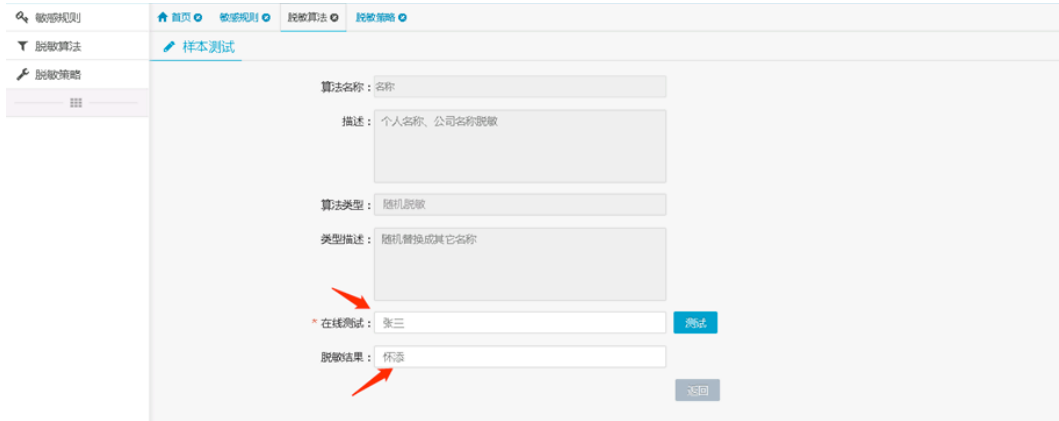 敏感规则
脱敏算法
脱敏策略
首页 敏感规则 脱敏算法 脱敏策略
样本测试
算法名称： 名称
描述： 个人名称、公司名称脱敏
算法类型： 随机脱敏
类型描述： 随机替换成其它名称
* 在线测试： 张三 测试
脱敏结果： 怀添
返回